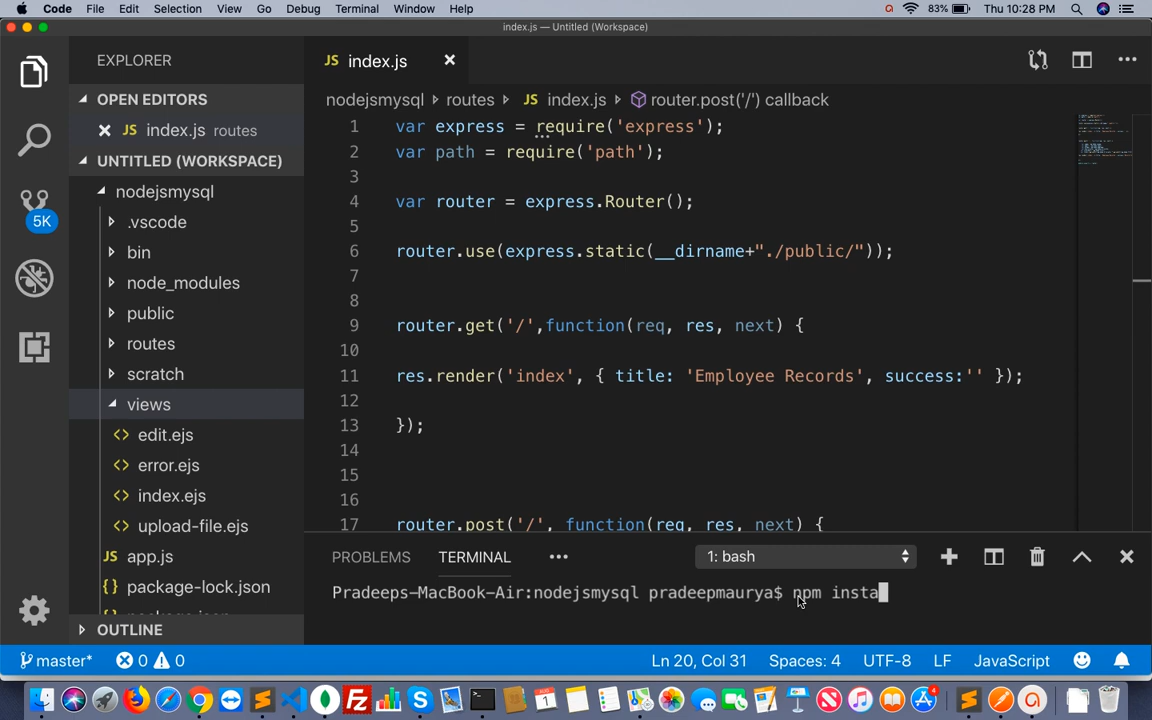 Code File Edit Selection View Go Debug Terminal Window Help 83% Thu 10:28 PM
index.js — Untitled (Workspace)
EXPLORER
JS index.js
OPEN EDITORS
nodejsmysql routes JS index.js router.post('/') callback
JS index.js routes
UNTITLED (WORKSPACE)
nodejsmysql
.vscode
bin
node_modules
public
routes
scratch
views
edit.ejs
error.ejs
index.ejs
upload-file.ejs
JS app.js
package-lock.json
OUTLINE
5K
1 var express = require('express');
2 var path = require('path');
3
4 var router = express.Router();
5
6 router.use(express.static(__dirname+"./public/"));
7
8
9 router.get('/',function(req, res, next) {
10
11 res.render('index', { title: 'Employee Records', success:'' });
12
13 });
14
15
16
17 router.post('/', function(req, res, next) {
PROBLEMS TERMINAL 1: bash
Pradeeps-MacBook-Air:nodejsmysql pradeepmaurya$ npm insta
master* 0 0 Ln 20, Col 31 Spaces: 4 UTF-8 LF JavaScript